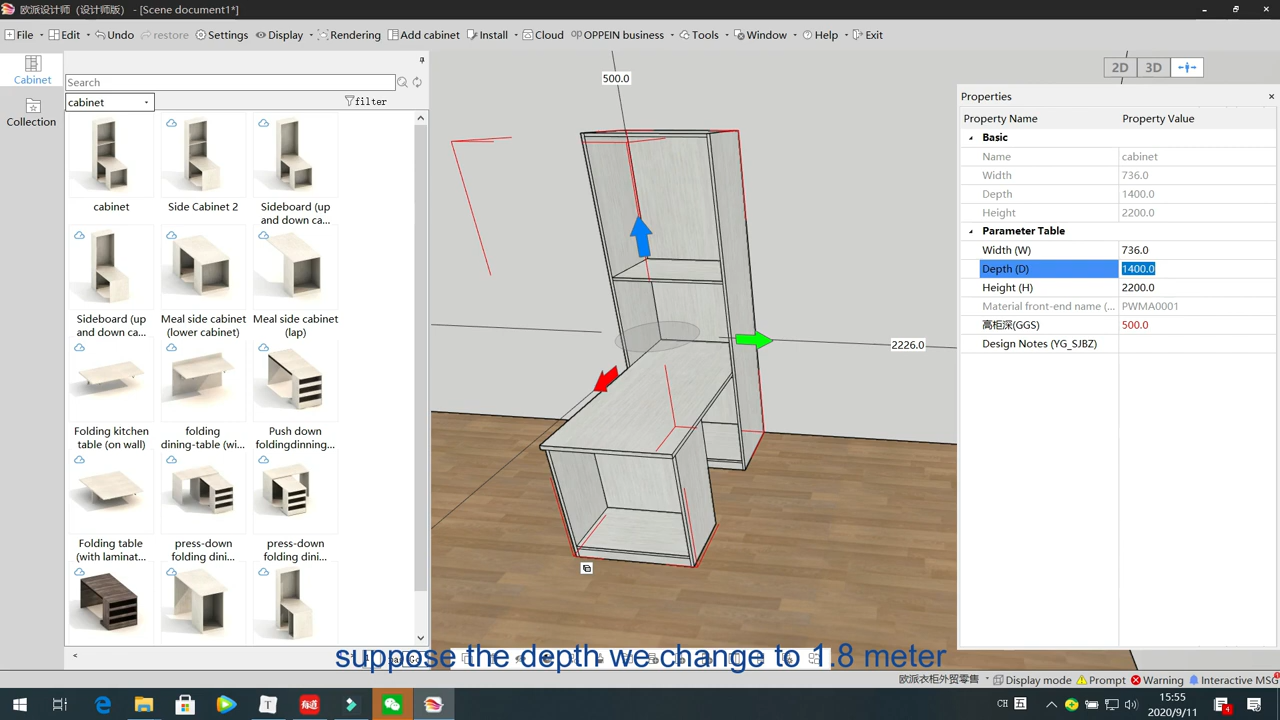 欧派设计师（设计师版） - [Scene document1*]
File Edit Undo restore Settings Display Rendering Add cabinet Install Cloud OPPEIN business Tools Window Help Exit
Cabinet
Collection
Search
cabinet
filter
cabinet
Side Cabinet 2
Sideboard (up
and down ca...
Sideboard (up
and down ca...
Meal side cabinet
(lower cabinet)
Meal side cabinet
(lap)
Folding kitchen
table (on wall)
folding
dining-table (wi...
Push down
foldingdinning...
Folding table
(with laminat...
press-down
folding dini...
press-down
folding dini...
500.0
2226.0
2D 3D
Properties
Property Name Property Value
Basic
Name cabinet
Width 736.0
Depth 1400.0
Height 2200.0
Parameter Table
Width (W) 736.0
Depth (D) 1400.0
Height (H) 2200.0
Material front-end name (... PWMA0001
高柜深(GGS) 500.0
Design Notes (YG_SJBZ)
suppose the depth we change to 1.8 meter
欧派衣柜外贸零售 Display mode Prompt Warning Interactive MSG
CH 五
15:55
2020/9/11
4